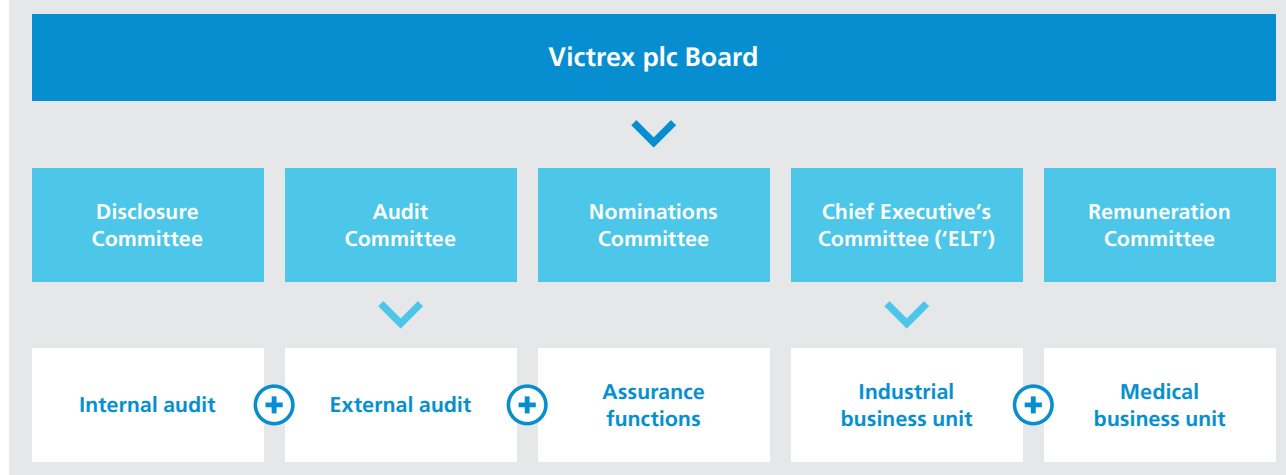 Victrex plc Board
Disclosure
Committee
Audit
Committee
Nominations
Committee
Chief Executive’s
Committee (‘ELT’)
Remuneration
Committee
Internal audit
External audit
Assurance
functions
Industrial
business unit
Medical
business unit